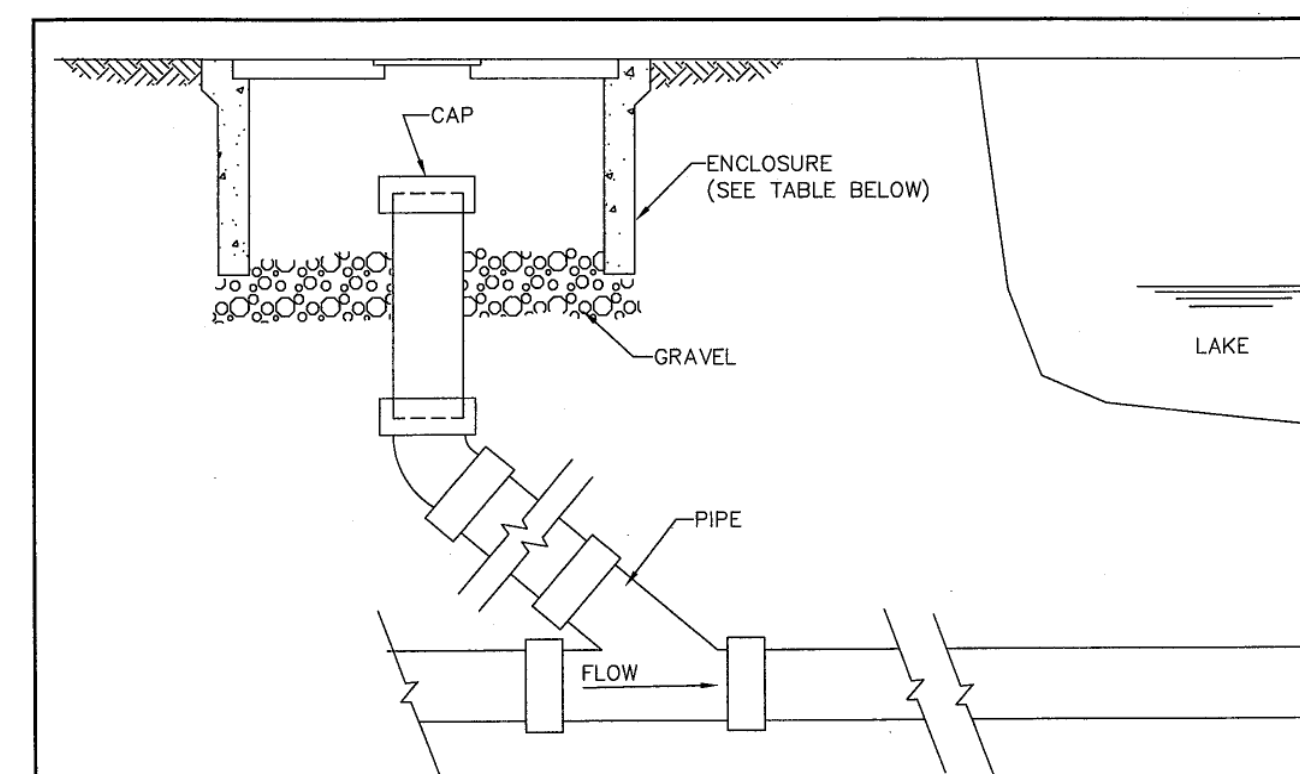 CAP
ENCLOSURE
(SEE TABLE BELOW)
GRAVEL
LAKE
PIPE
FLOW